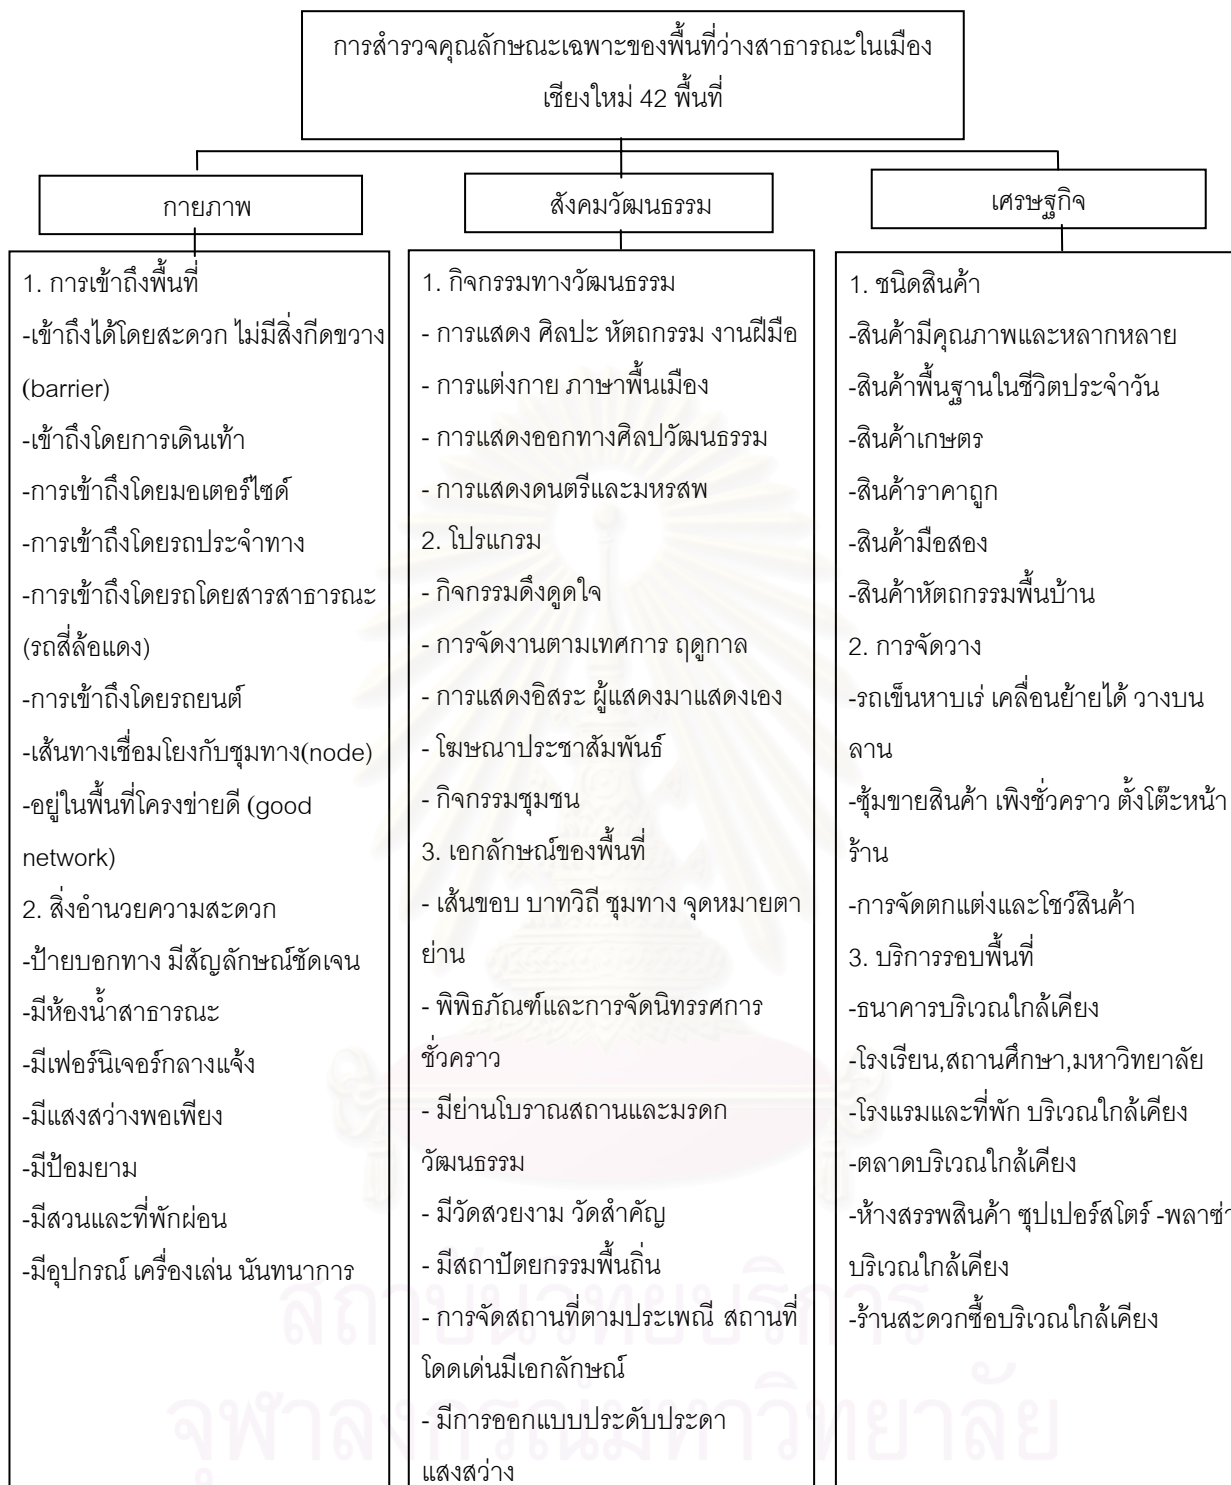 การสำรวจคุณลักษณะเฉพาะของพื้นที่ว่างสาธารณะในเมือง
เชียงใหม่ 42 พื้นที่
กายภาพ
1. การเข้าถึงพื้นที่
-เข้าถึงได้โดยสะดวก ไม่มีสิ่งกีดขวาง
(barrier)
-เข้าถึงโดยการเดินเท้า
-การเข้าถึงโดยมอเตอร์ไซด์
-การเข้าถึงโดยรถประจำทาง
-การเข้าถึงโดยรถโดยสารสาธารณะ
(รถสี่ล้อแดง)
-การเข้าถึงโดยรถยนต์
-เส้นทางเชื่อมโยงกับชุมทาง(node)
-อยู่ในพื้นที่โครงข่ายดี (good
network)
2. สิ่งอำนวยความสะดวก
-ป้ายบอกทาง มีสัญลักษณ์ชัดเจน
-มีห้องน้ำสาธารณะ
-มีเฟอร์นิเจอร์กลางแจ้ง
-มีแสงสว่างพอเพียง
-มีป้อมยาม
-มีสวนและที่พักผ่อน
-มีอุปกรณ์ เครื่องเล่น นันทนาการ
สังคมวัฒนธรรม
1. กิจกรรมทางวัฒนธรรม
- การแสดง ศิลปะ หัตถกรรม งานฝีมือ
- การแต่งกาย ภาษาพื้นเมือง
- การแสดงออกทางศิลปวัฒนธรรม
- การแสดงดนตรีและมหรสพ
2. โปรแกรม
- กิจกรรมดึงดูดใจ
- การจัดงานตามเทศการ ฤดูกาล
- การแสดงอิสระ ผู้แสดงมาแสดงเอง
- โฆษณาประชาสัมพันธ์
- กิจกรรมชุมชน
3. เอกลักษณ์ของพื้นที่
- เส้นขอบ บาทวิถี ชุมทาง จุดหมายตา
ย่าน
- พิพิธภัณฑ์และการจัดนิทรรศการ
ชั่วคราว
- มีย่านโบราณสถานและมรดก
วัฒนธรรม
- มีวัดสวยงาม วัดสำคัญ
- มีสถาปัตยกรรมพื้นถิ่น
- การจัดสถานที่ตามประเพณี สถานที่
โดดเด่นมีเอกลักษณ์
- มีการออกแบบประดับประดา
แสงสว่าง
เศรษฐกิจ
1. ชนิดสินค้า
-สินค้ามีคุณภาพและหลากหลาย
-สินค้าพื้นฐานในชีวิตประจำวัน
-สินค้าเกษตร
-สินค้าราคาถูก
-สินค้ามือสอง
-สินค้าหัตถกรรมพื้นบ้าน
2. การจัดวาง
-รถเข็นหาบเร่ เคลื่อนย้ายได้ วางบน
ลาน
-ซุ้มขายสินค้า เพิงชั่วคราว ตั้งโต๊ะหน้า
ร้าน
-การจัดตกแต่งและโชว์สินค้า
3. บริการรอบพื้นที่
-ธนาคารบริเวณใกล้เคียง
-โรงเรียน,สถานศึกษา,มหาวิทยาลัย
-โรงแรมและที่พัก บริเวณใกล้เคียง
-ตลาดบริเวณใกล้เคียง
-ห้างสรรพสินค้า ซุปเปอร์สโตร์ -พลาซ่า
บริเวณใกล้เคียง
-ร้านสะดวกซื้อบริเวณใกล้เคียง
สถาบันวิทยบริการ
จุฬาลงกรณ์มหาวิทยาลัย